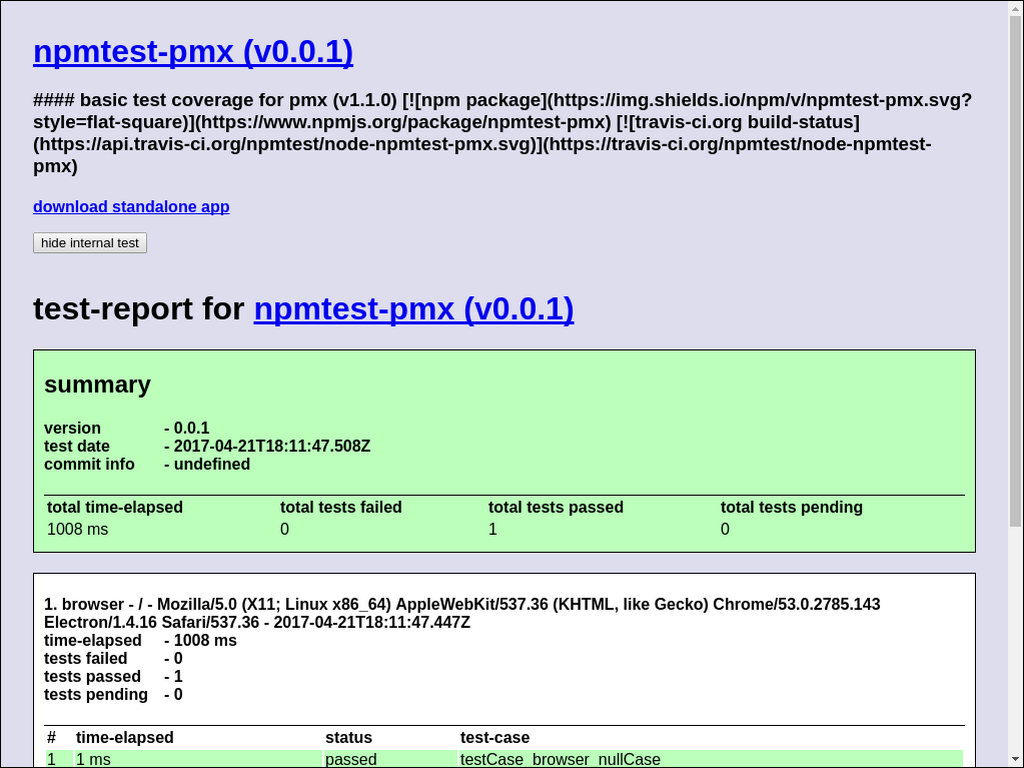 npmtest-pmx (v0.0.1)
#### basic test coverage for pmx (v1.1.0) [![npm package](https://img.shields.io/npm/v/npmtest-pmx.svg?
style=flat-square)](https://www.npmjs.org/package/npmtest-pmx) [![travis-ci.org build-status]
(https://api.travis-ci.org/npmtest/node-npmtest-pmx.svg)](https://travis-ci.org/npmtest/node-npmtest-
pmx)
download standalone app
hide internal test
test-report for npmtest-pmx (v0.0.1)
summary
version - 0.0.1
test date - 2017-04-21T18:11:47.508Z
commit info - undefined
total time-elapsed total tests failed total tests passed total tests pending
1008 ms 0 1 0
1. browser - / - Mozilla/5.0 (X11; Linux x86_64) AppleWebKit/537.36 (KHTML, like Gecko) Chrome/53.0.2785.143
Electron/1.4.16 Safari/537.36 - 2017-04-21T18:11:47.447Z
time-elapsed - 1008 ms
tests failed - 0
tests passed - 1
tests pending - 0
# time-elapsed status test-case
1 1 ms passed testCase_browser_nullCase